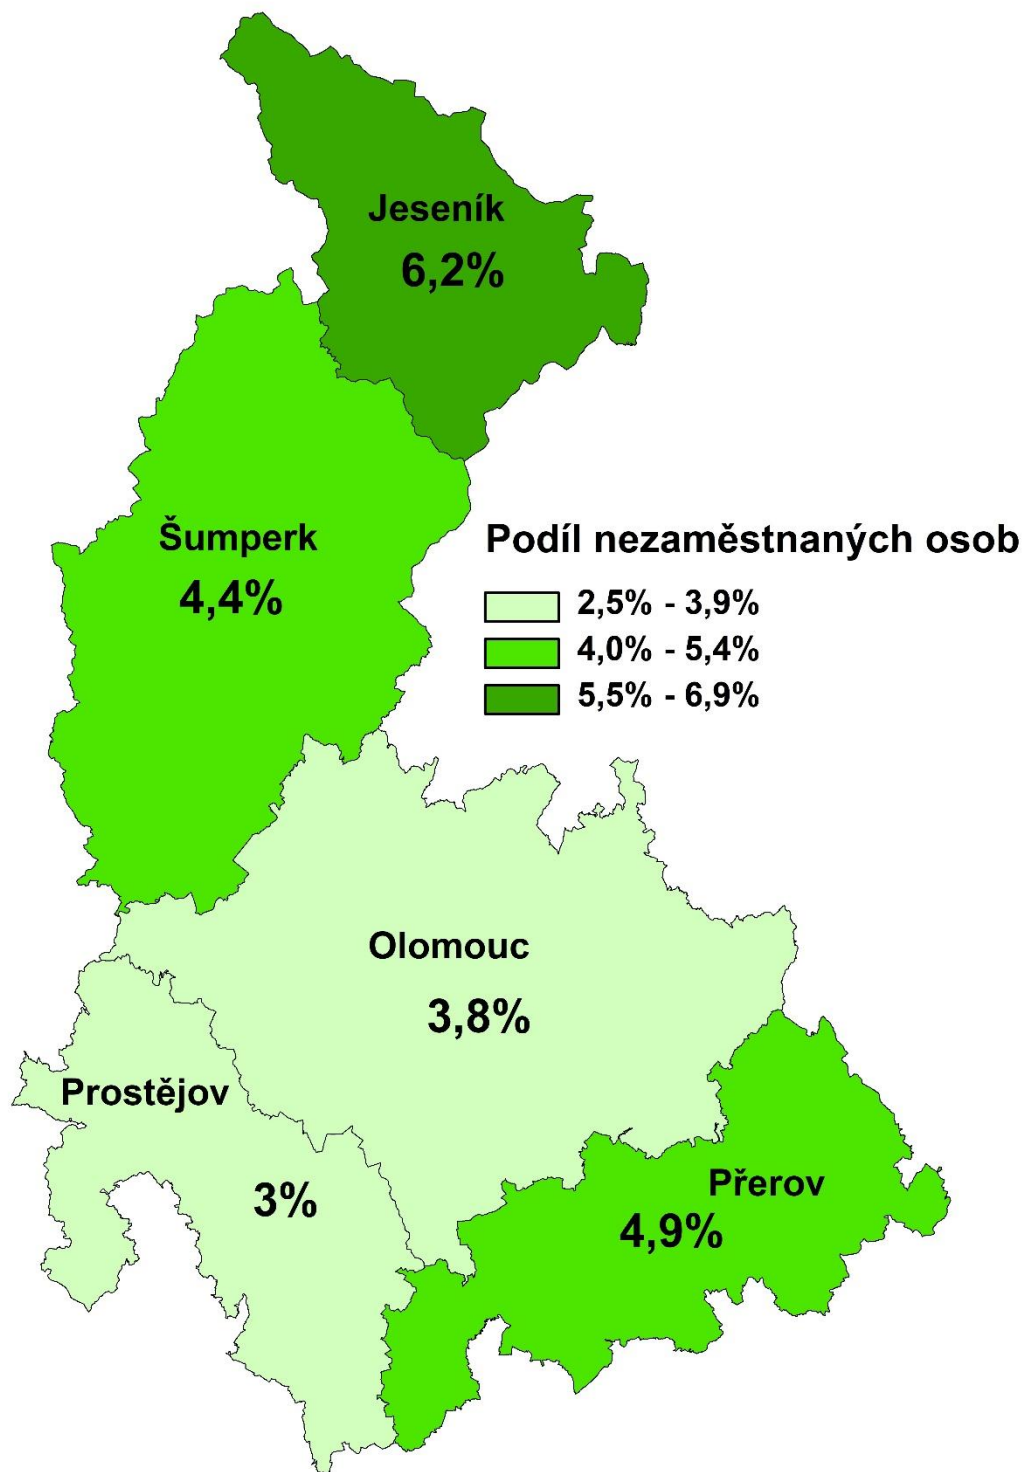 Jeseník
6,2%
Šumperk
4,4%
Podíl nezaměstnaných osob
2,5% - 3,9%
4,0% - 5,4%
5,5% - 6,9%
Olomouc
3,8%
Prostějov
3%
Přerov
4,9%